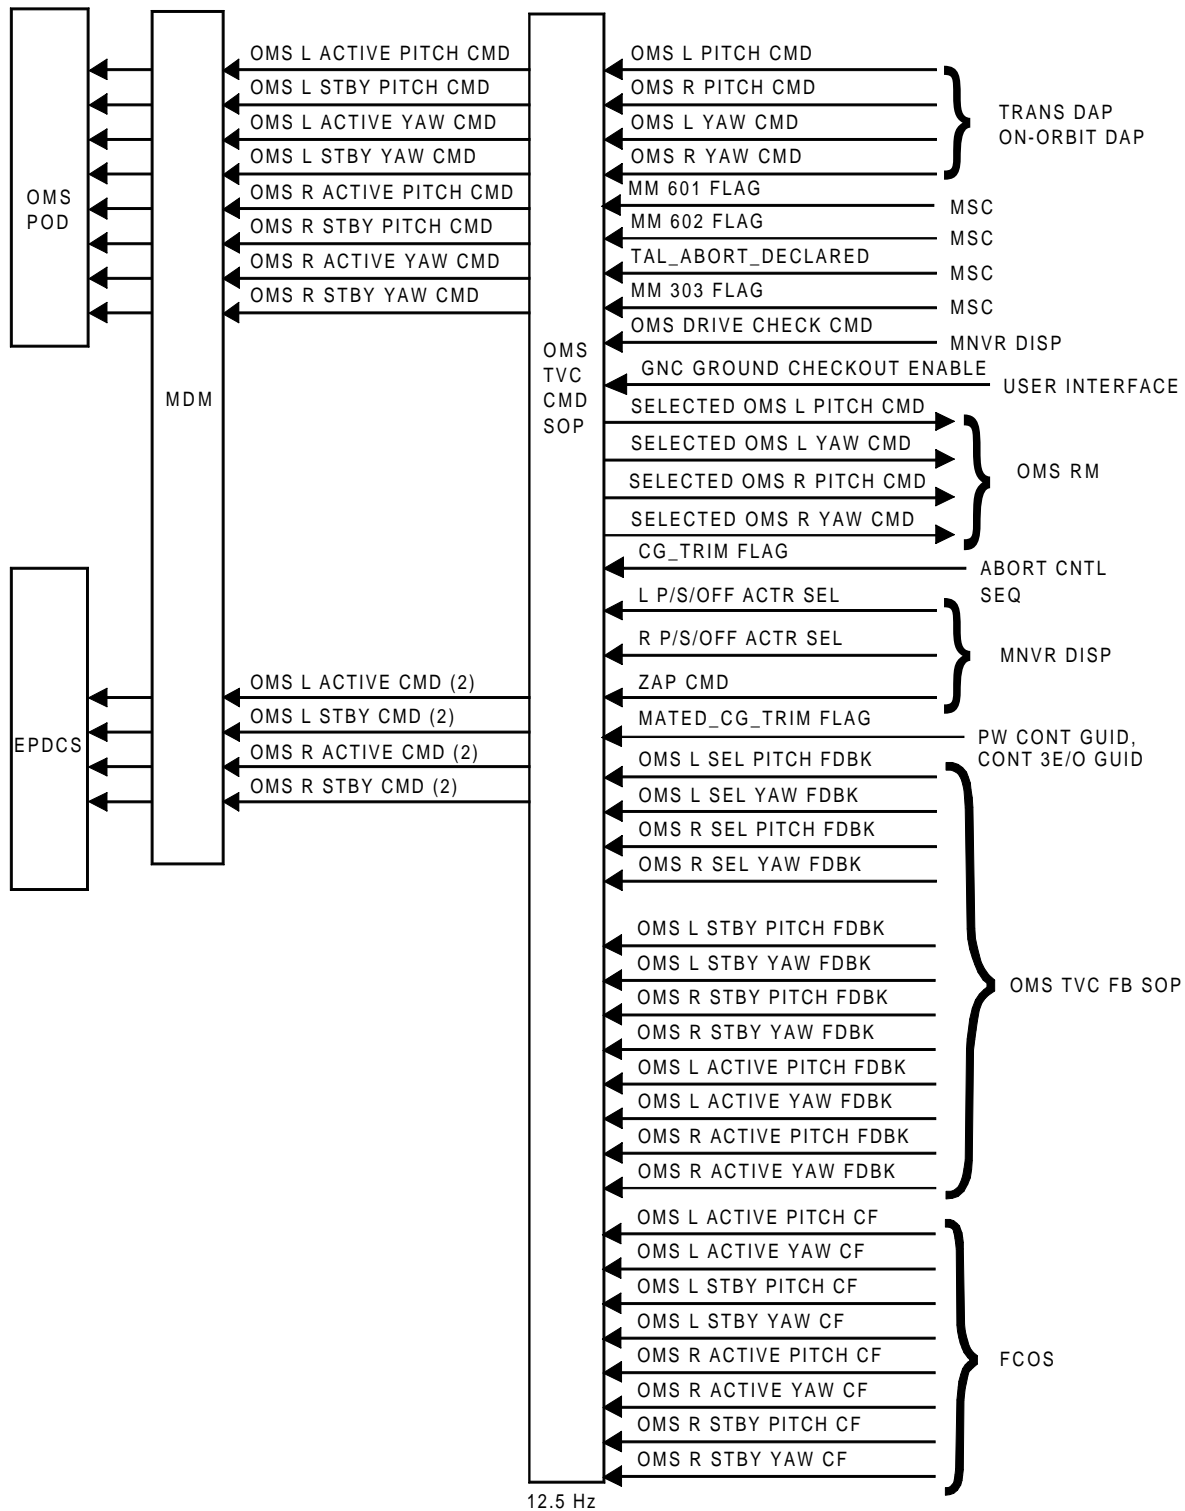 OMS L ACTIVE PITCH CMD
OMS L STBY PITCH CMD
OMS L ACTIVE YAW CMD
OMS L STBY YAW CMD
OMS R ACTIVE PITCH CMD
OMS R STBY PITCH CMD
OMS R ACTIVE YAW CMD
OMS R STBY YAW CMD
OMS
POD
MDM
EPDCS
OMS L ACTIVE CMD (2)
OMS L STBY CMD (2)
OMS R ACTIVE CMD (2)
OMS R STBY CMD (2)
OMS
TVC
CMD
SOP
12.5 Hz
OMS L PITCH CMD
OMS R PITCH CMD
OMS L YAW CMD
OMS R YAW CMD
TRANS DAP
ON-ORBIT DAP
MM 601 FLAG
MSC
MM 602 FLAG
MSC
TAL_ABORT_DECLARED
MSC
MM 303 FLAG
MSC
OMS DRIVE CHECK CMD
MNVR DISP
GNC GROUND CHECKOUT ENABLE
USER INTERFACE
SELECTED OMS L PITCH CMD
SELECTED OMS L YAW CMD
SELECTED OMS R PITCH CMD
SELECTED OMS R YAW CMD
OMS RM
CG_TRIM FLAG
ABORT CNTL
SEQ
L P/S/OFF ACTR SEL
R P/S/OFF ACTR SEL
ZAP CMD
MNVR DISP
MATED_CG_TRIM FLAG
PW CONT GUID,
CONT 3E/O GUID
OMS L SEL PITCH FDBK
OMS L SEL YAW FDBK
OMS R SEL PITCH FDBK
OMS R SEL YAW FDBK
OMS L STBY PITCH FDBK
OMS L STBY YAW FDBK
OMS R STBY PITCH FDBK
OMS R STBY YAW FDBK
OMS L ACTIVE PITCH FDBK
OMS L ACTIVE YAW FDBK
OMS R ACTIVE PITCH FDBK
OMS R ACTIVE YAW FDBK
OMS TVC FB SOP
OMS L ACTIVE PITCH CF
OMS L ACTIVE YAW CF
OMS L STBY PITCH CF
OMS L STBY YAW CF
OMS R ACTIVE PITCH CF
OMS R ACTIVE YAW CF
OMS R STBY PITCH CF
OMS R STBY YAW CF
FCOS